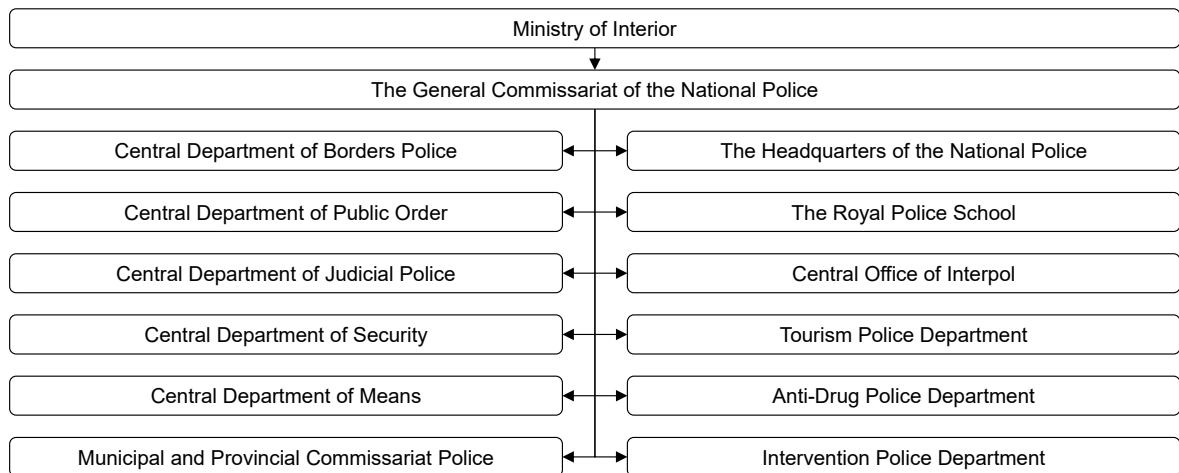 Ministry of Interior
The General Commissariat of the National Police
Central Department of Borders Police
The Headquarters of the National Police
Central Department of Public Order
The Royal Police School
Central Department of Judicial Police
Central Office of Interpol
Central Department of Security
Tourism Police Department
Central Department of Means
Anti-Drug Police Department
Municipal and Provincial Commissariat Police
Intervention Police Department